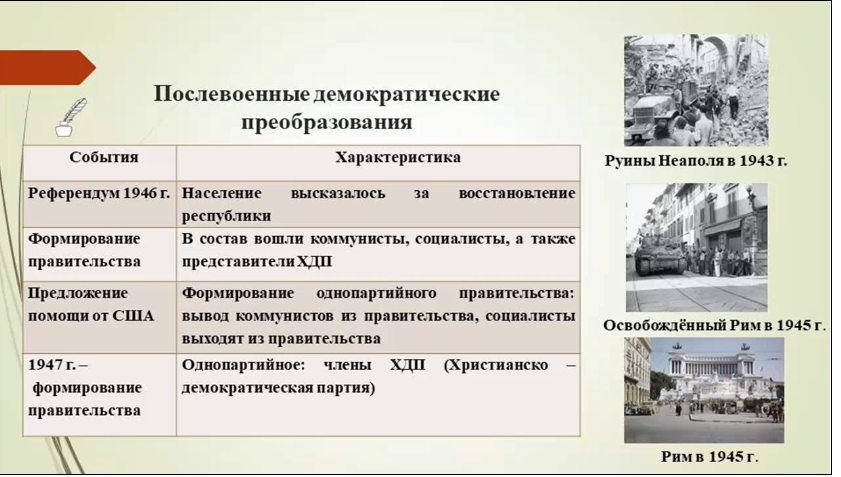 Послевоенные демократические
преобразования
События
Характеристика
Референдум 1946 г.
Население высказалось за восстановление
республики
Формирование
правительства
В состав вошли коммунисты, социалисты, а также
представители ХДП
Предложение
помощи от США
Формирование однопартийного правительства:
вывод коммунистов из правительства, социалисты
выходят из правительства
1947 г. –
формирование
правительства
Однопартийное: члены ХДП (Христианско –
демократическая партия)
Руины Неаполя в 1943 г.
Освобождённый Рим в 1945 г.
Рим в 1945 г.